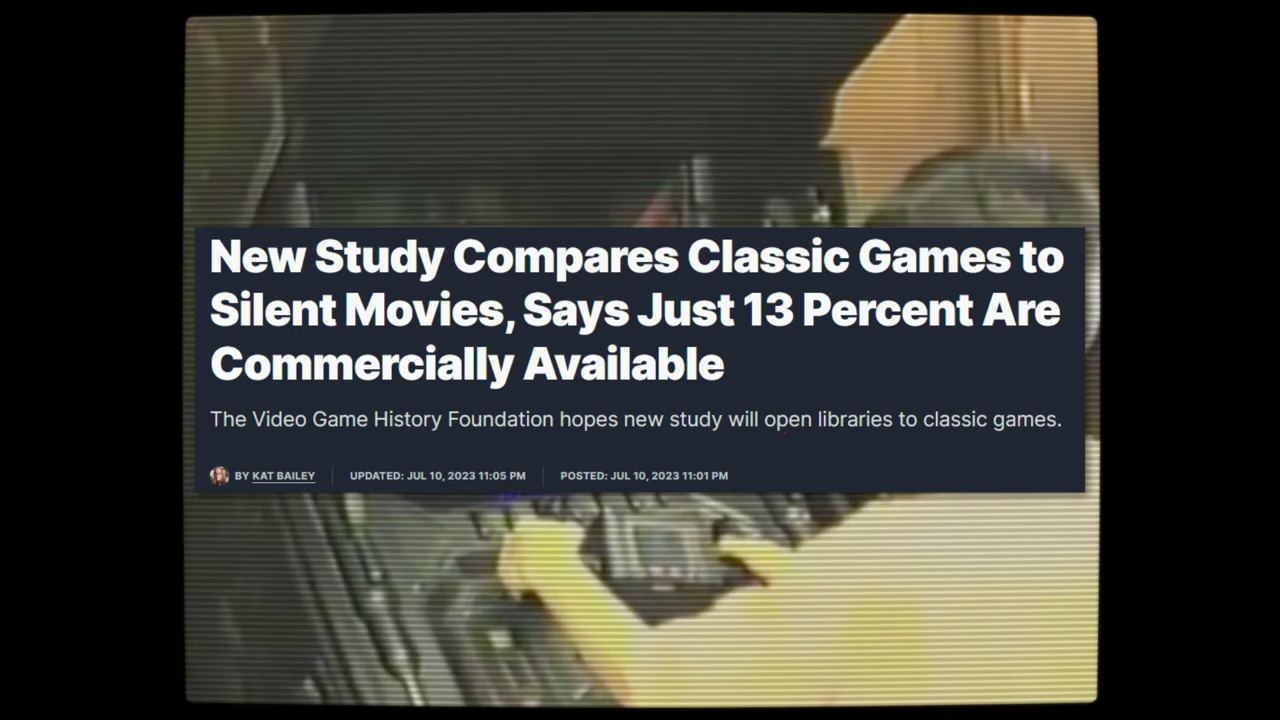 New Study Compares Classic Games to
Silent Movies, Says Just 13 Percent Are
Commercially Available
The Video Game History Foundation hopes new study will open libraries to classic games.
BY KAT BAILEY UPDATED: JUL 10, 2023 11:05 PM POSTED: JUL 10, 2023 11:01 PM